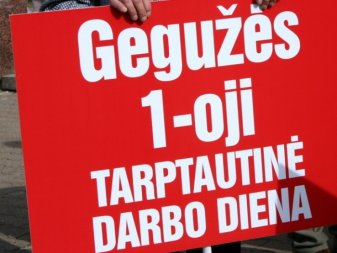 Gegužės
1-oji
TARPTAUTINĖ
DARBO DIENA